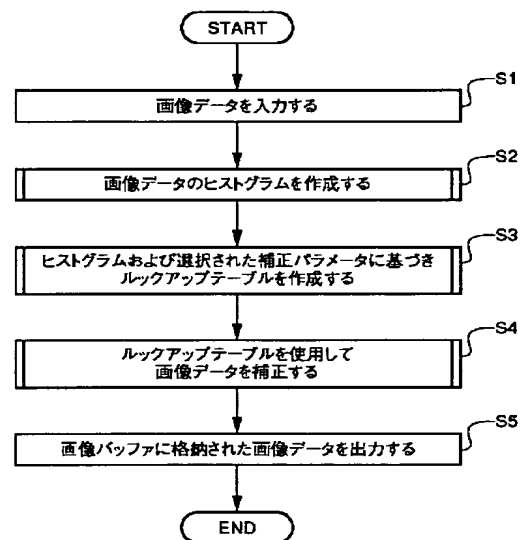 START
S1
画像データを入力する
S2
画像データのヒストグラムを作成する
S3
ヒストグラムおよび選択された補正パラメータに基づき
ルックアップテーブルを作成する
S4
ルックアップテーブルを使用して
画像データを補正する
S5
画像バッファに格納された画像データを出力する
END